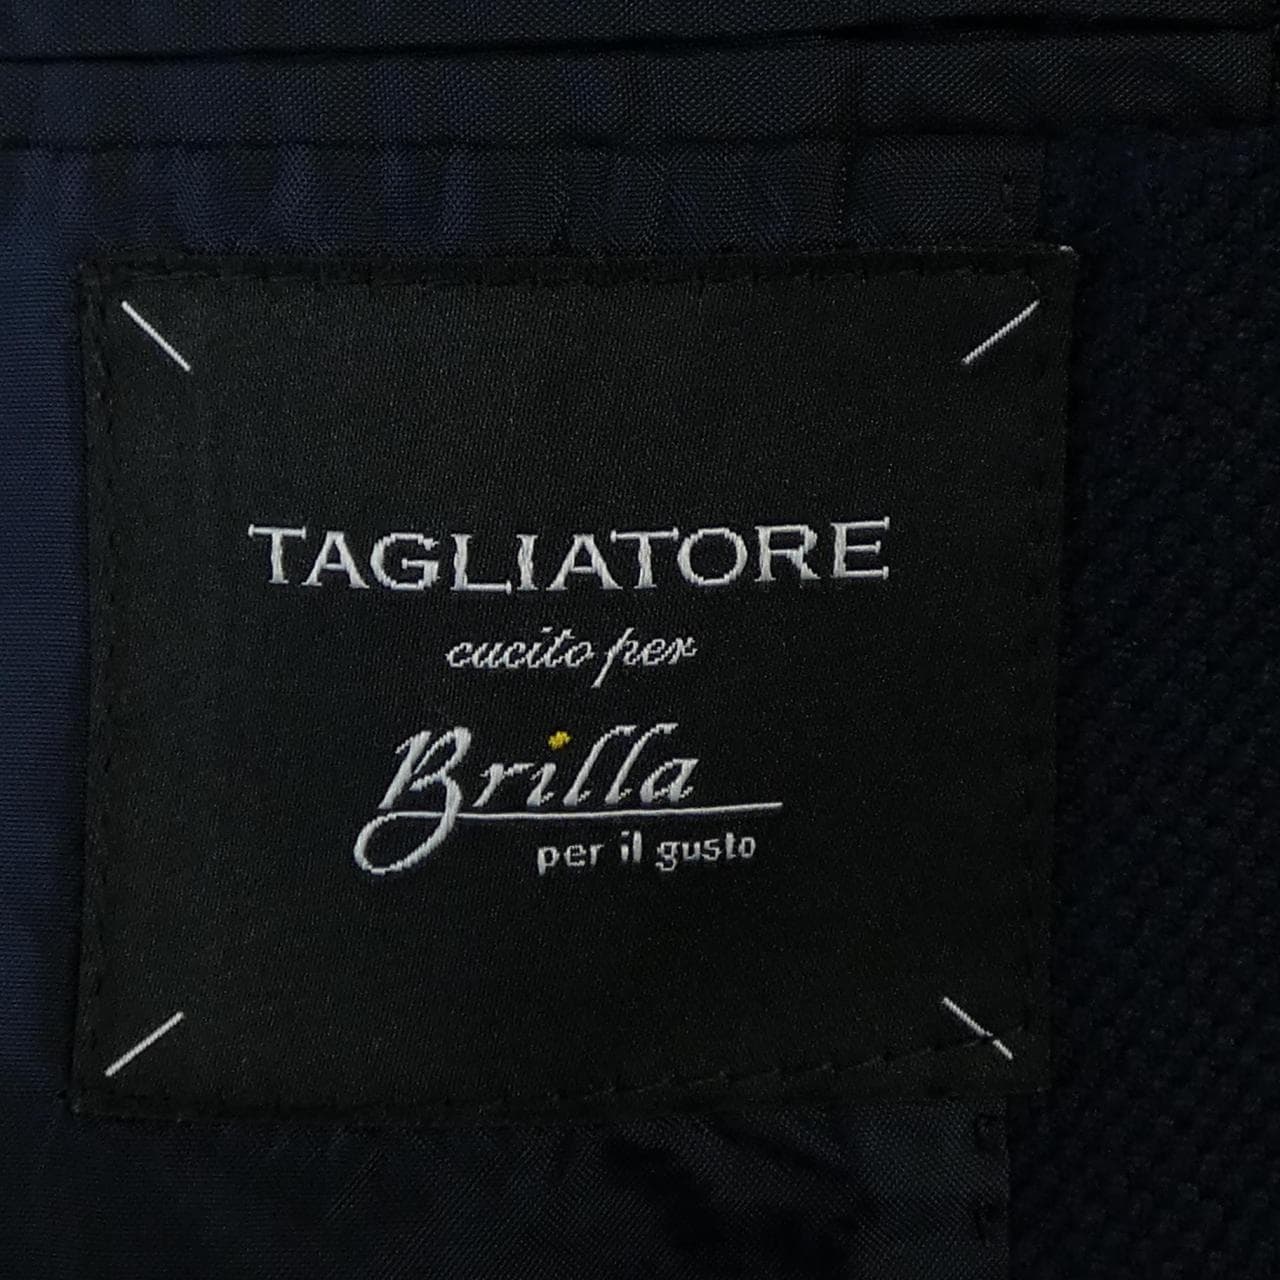 TAGLIATORE
cucito per
Brilla
per il gusto